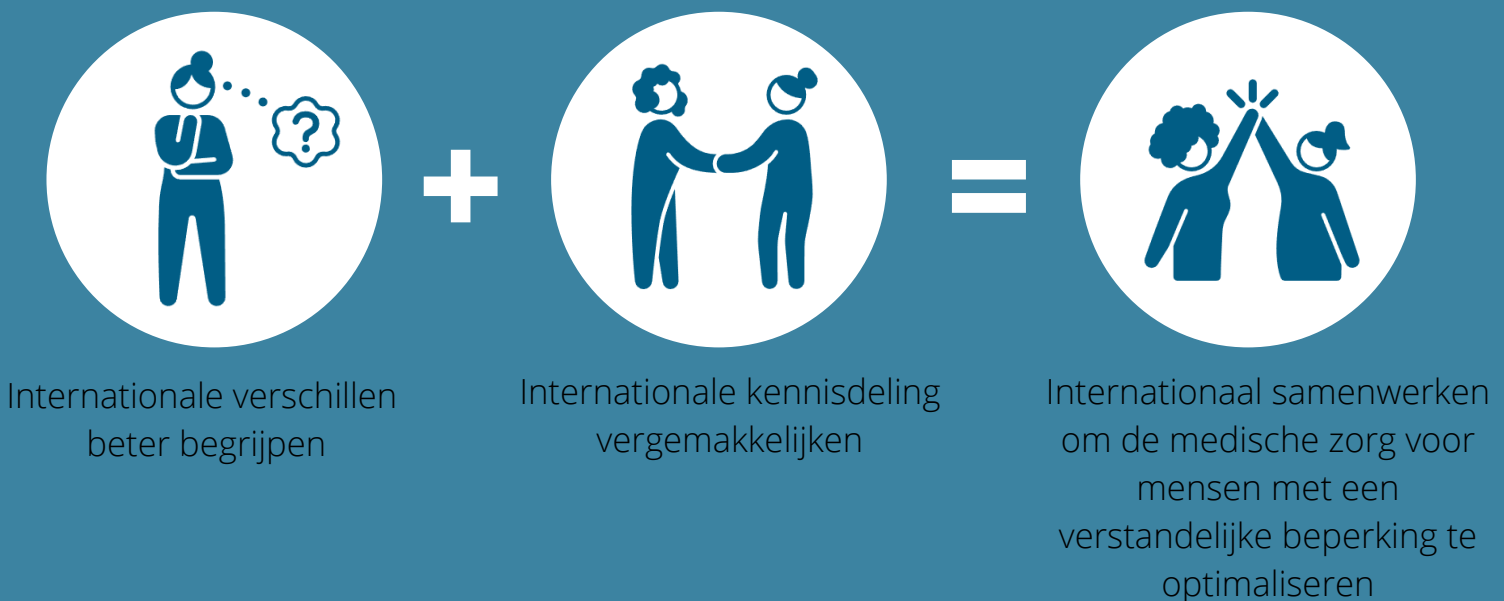 ?
+
=
Internationale verschillen
beter begrijpen
Internationale kennisdeling
vergemakkelijken
Internationaal samenwerken
om de medische zorg voor
mensen met een
verstandelijke beperking te
optimaliseren